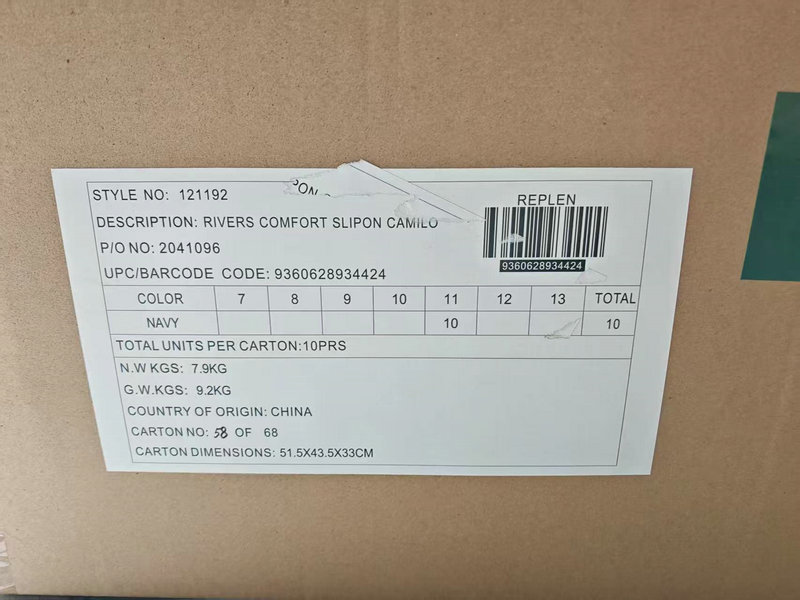 STYLE NO: 121192
DESCRIPTION: RIVERS COMFORT SLIPON CAMILO
P/O NO: 2041096
UPC/BARCODE CODE: 9360628934424
REPLEN
9360628934424
COLOR 7 8 9 10 11 12 13 TOTAL
NAVY 10 10
TOTAL UNITS PER CARTON:10PRS
N.W KGS: 7.9KG
G.W.KGS: 9.2KG
COUNTRY OF ORIGIN: CHINA
CARTON NO: 58 OF 68
CARTON DIMENSIONS: 51.5X43.5X33CM